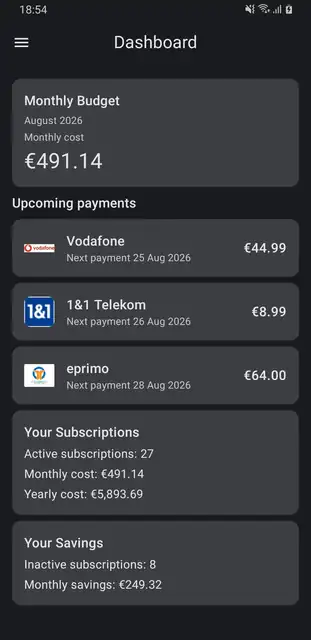 18:54
Dashboard
Monthly Budget
August 2026
Monthly cost
€491.14
Upcoming payments
vodafone
Vodafone
Next payment 25 Aug 2026
€44.99
1&1
1&1 Telekom
Next payment 26 Aug 2026
€8.99
eprimo
Next payment 28 Aug 2026
€64.00
Your Subscriptions
Active subscriptions: 27
Monthly cost: €491.14
Yearly cost: €5,893.69
Your Savings
Inactive subscriptions: 8
Monthly savings: €249.32